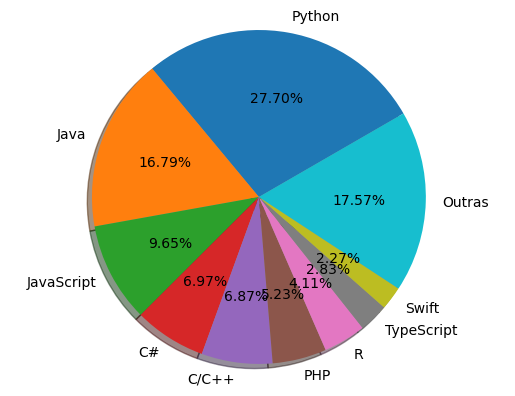 Python
27.70%
Java
16.79%
JavaScript
9.65%
C#
6.97%
C/C++
6.87%
PHP
5.23%
R
4.11%
TypeScript
2.83%
Swift
2.27%
Outras
17.57%